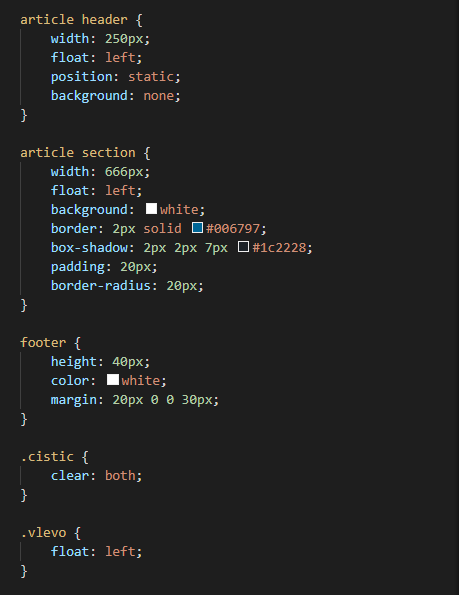 article header {
    width: 250px;
    float: left;
    position: static;
    background: none;
}

article section {
    width: 666px;
    float: left;
    background: white;
    border: 2px solid #006797;
    box-shadow: 2px 2px 7px #1c2228;
    padding: 20px;
    border-radius: 20px;
}

footer {
    height: 40px;
    color: white;
    margin: 20px 0 0 30px;
}

.cistic {
    clear: both;
}

.vlevo {
    float: left;
}